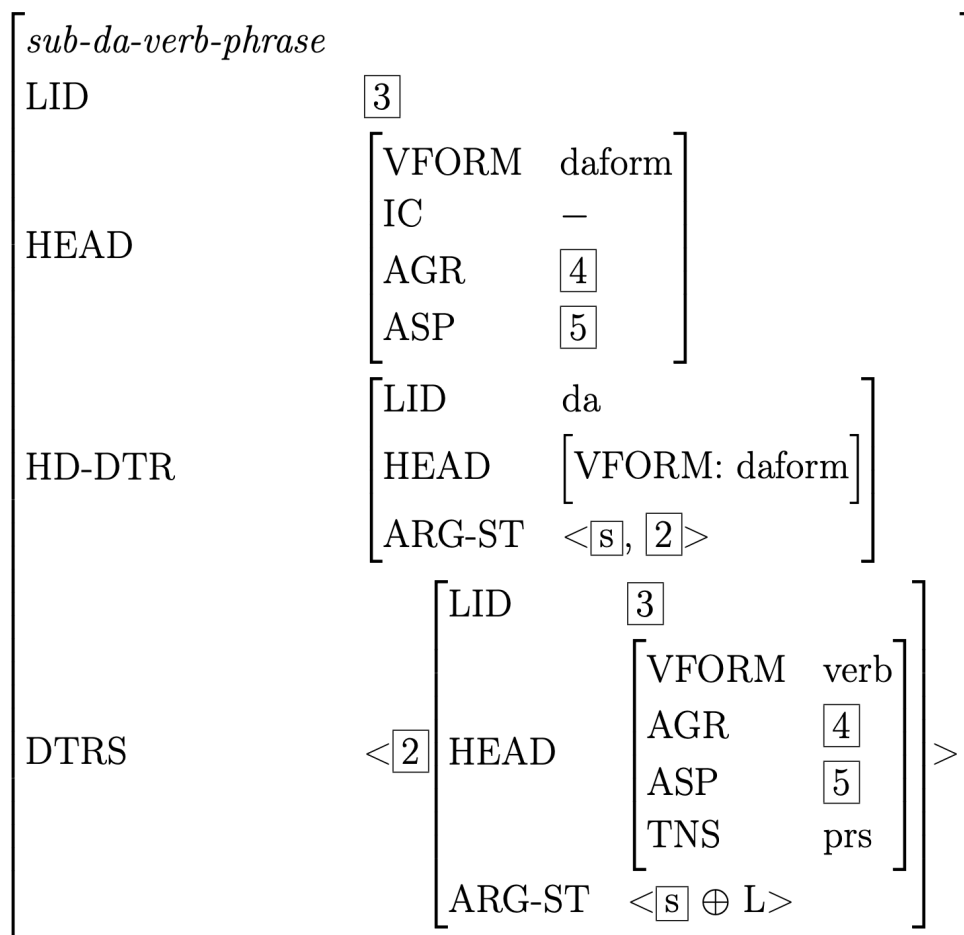 sub-da-verb-phrase
LID 3
HEAD
VFORM daform
IC −
AGR 4
ASP 5
HD-DTR
LID da
HEAD VFORM: daform
ARG-ST <s, 2>
DTRS <2
LID 3
HEAD
VFORM verb
AGR 4
ASP 5
TNS prs
ARG-ST <s ⊕ L>
>